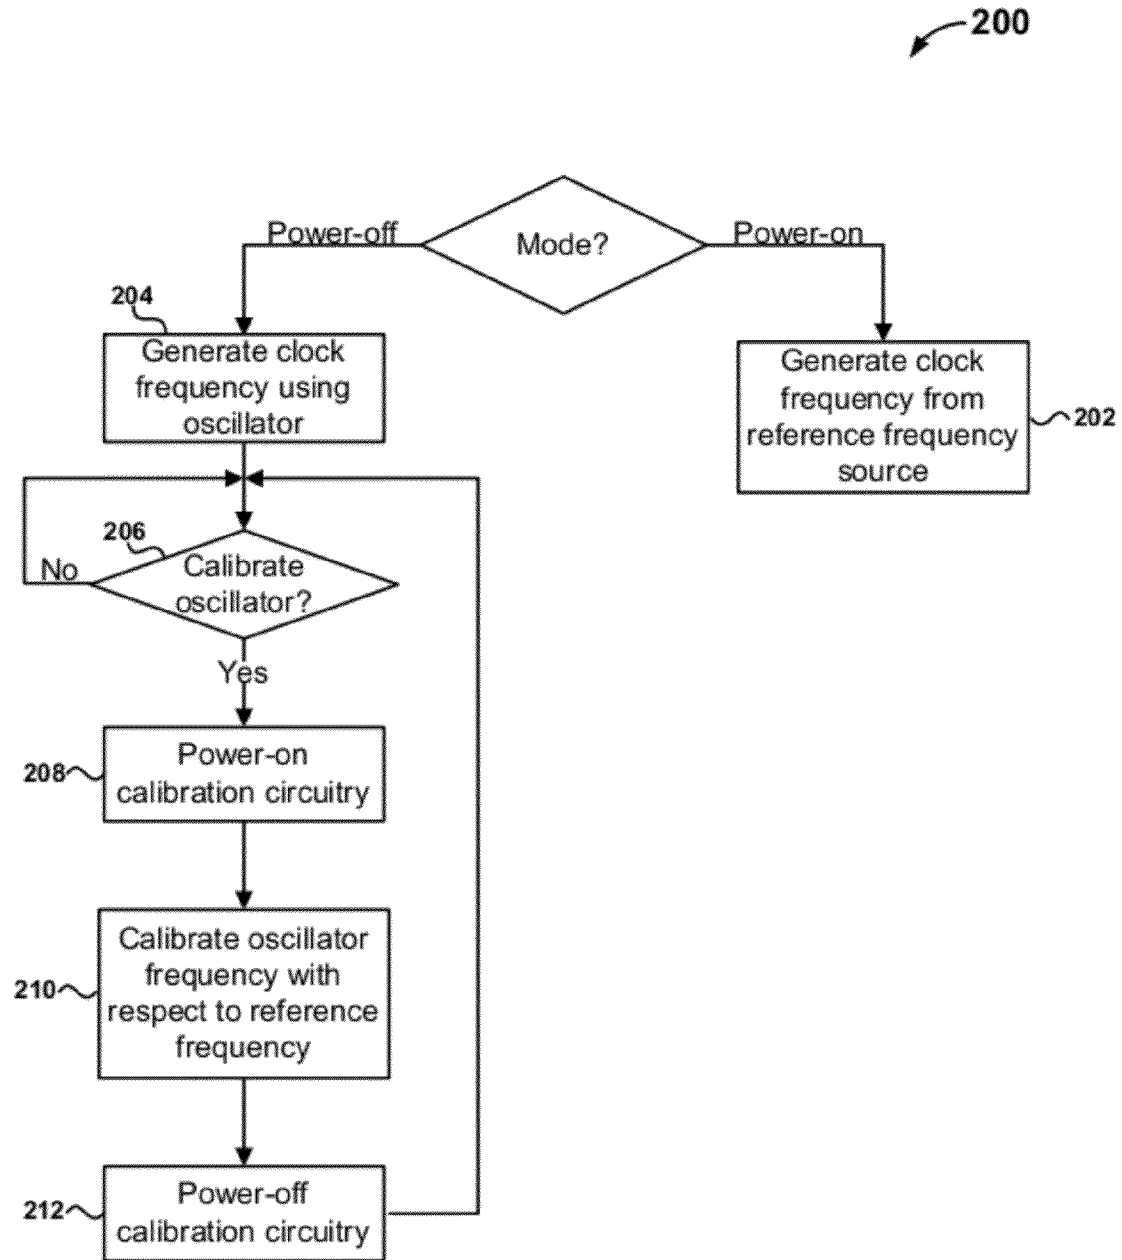 200
Mode?
Power-off
Power-on
204
Generate clock
frequency using
oscillator
Generate clock
frequency from
reference frequency
source
202
206
Calibrate
oscillator?
No
Yes
208
Power-on
calibration circuitry
210
Calibrate oscillator
frequency with
respect to reference
frequency
212
Power-off
calibration circuitry